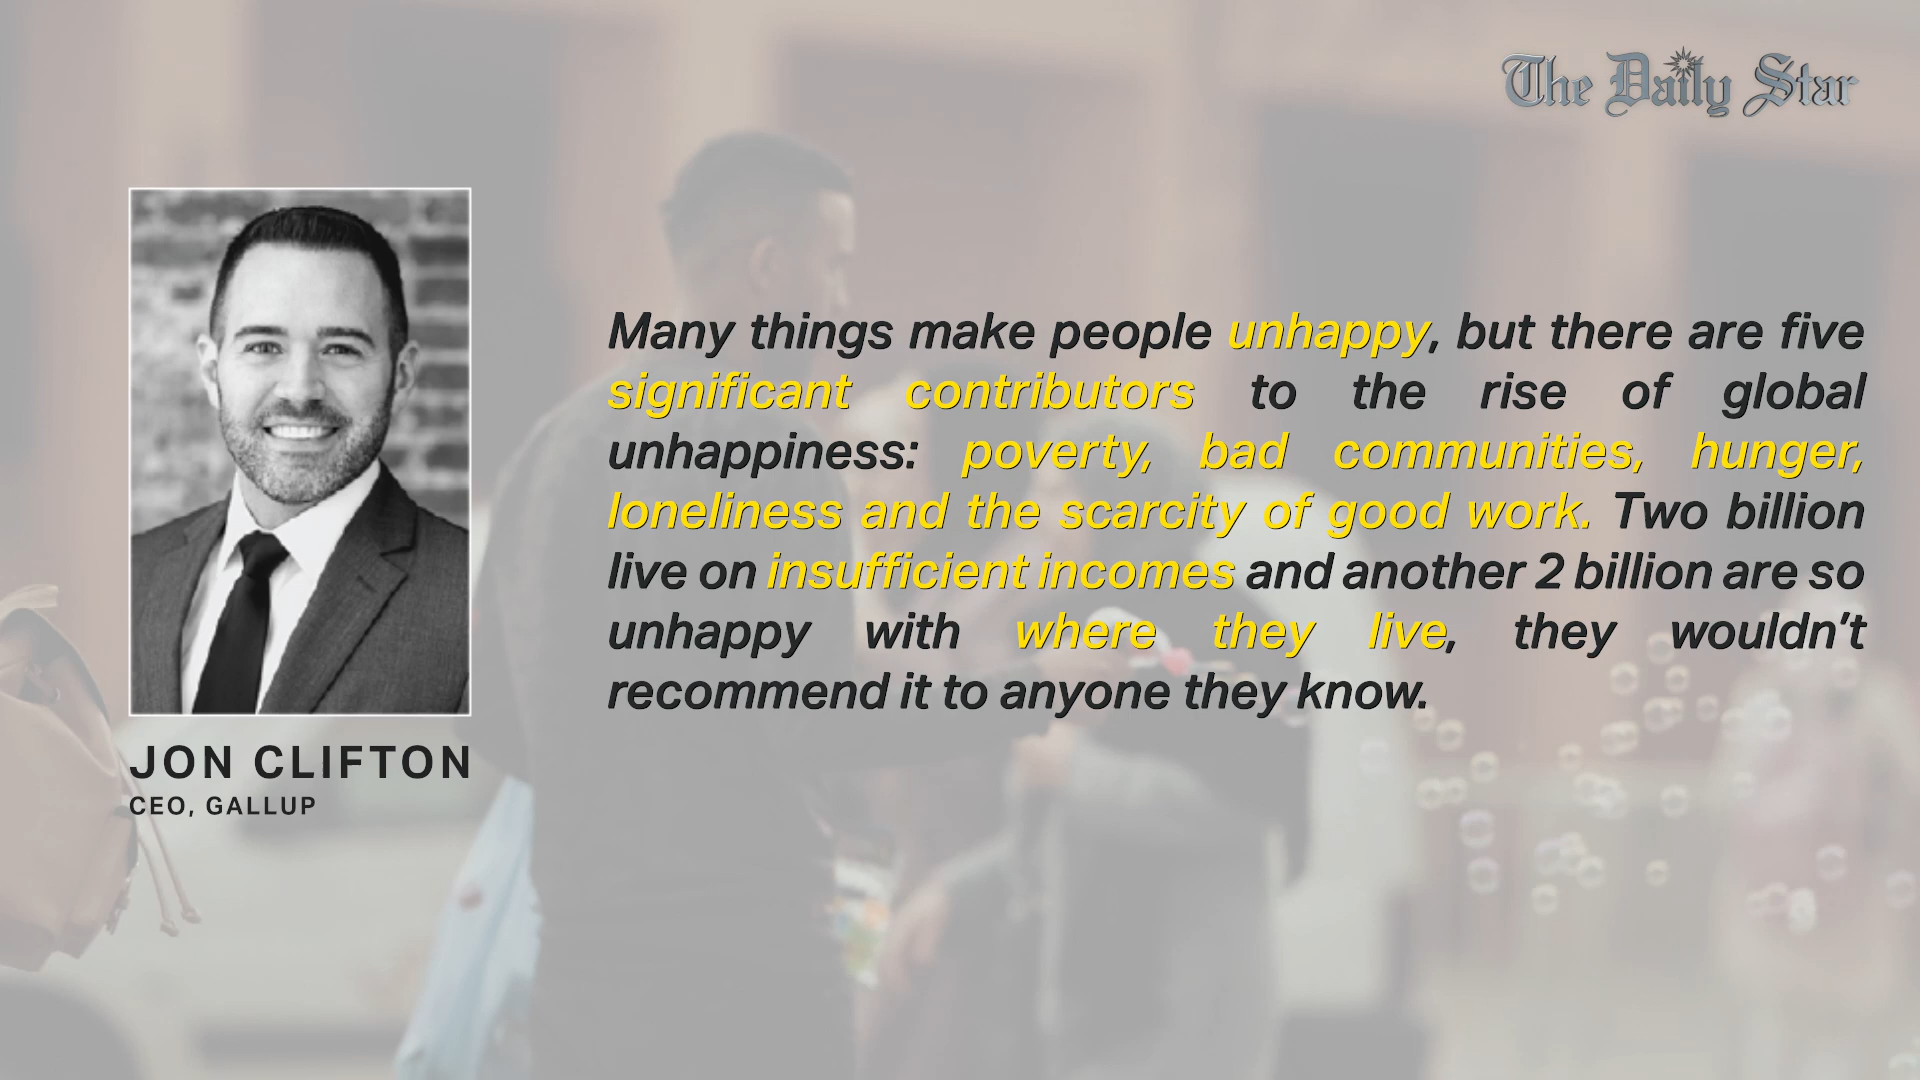 The Daily Star
Many things make people unhappy, but there are five
significant contributors to the rise of global
unhappiness: poverty, bad communities, hunger,
loneliness and the scarcity of good work. Two billion
live on insufficient incomes and another 2 billion are so
unhappy with where they live, they wouldn't
recommend it to anyone they know.
JON CLIFTON
CEO, GALLUP